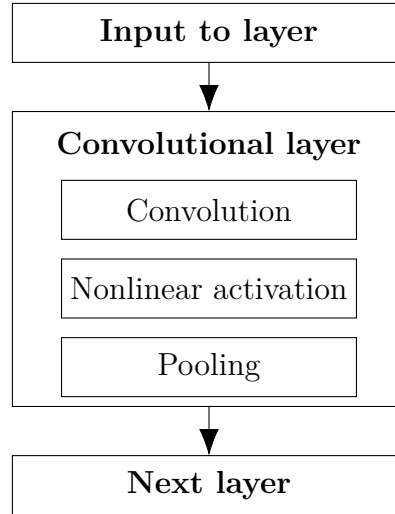 Input to layer
Convolutional layer
Convolution
Nonlinear activation
Pooling
Next layer